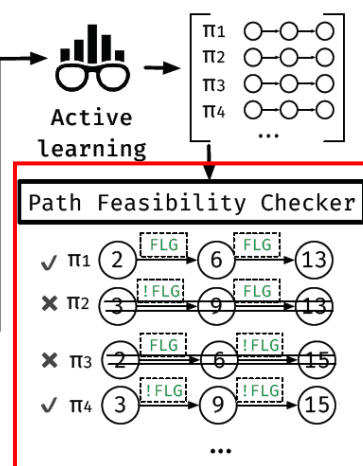 π1
π2
π3
π4
...
Active
learning
Path Feasibility Checker
✓ π1 2 FLG 6 FLG 13
✗ π2 3 !FLG 9 FLG 13
✗ π3 2 FLG 6 !FLG 15
✓ π4 3 !FLG 9 !FLG 15
...